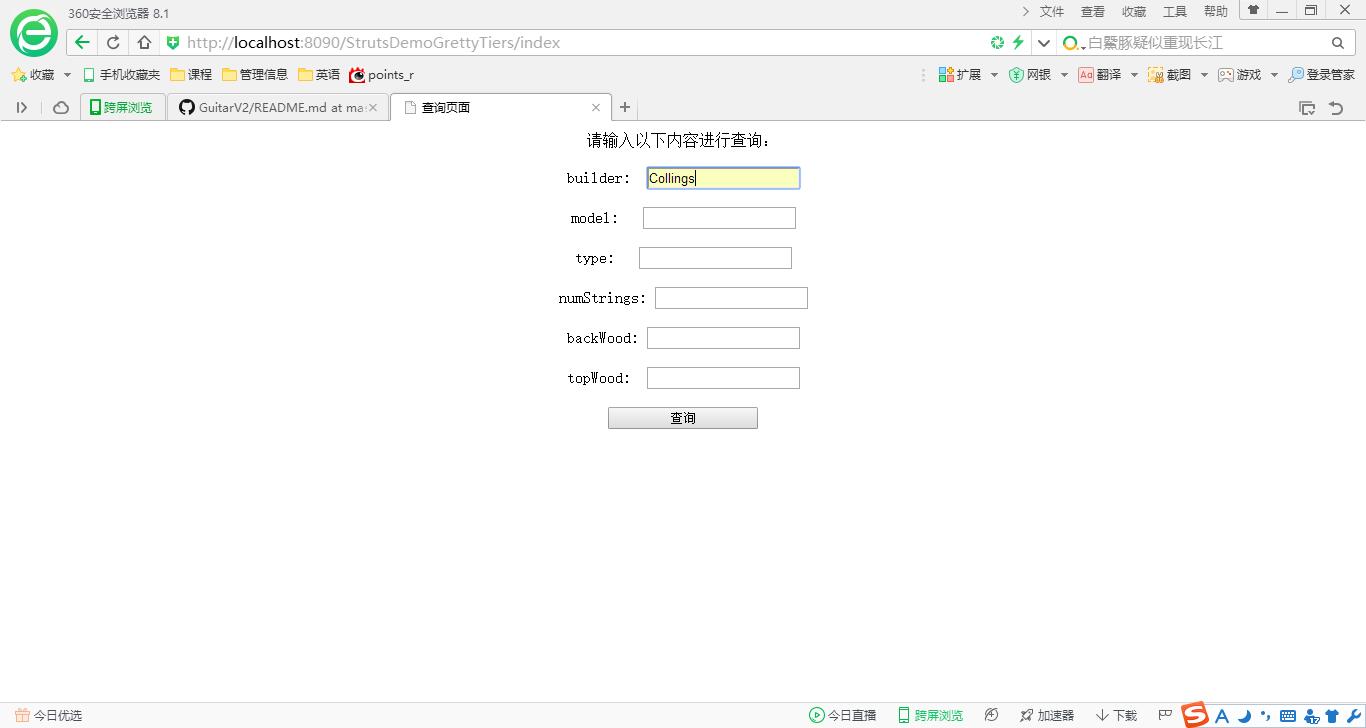 360安全浏览器 8.1
文件 查看 收藏 工具 帮助
http://localhost:8090/StrutsDemoGrettyTiers/index
白鱀豚疑似重现长江
收藏 手机收藏夹 课程 管理信息 英语 points_r 扩展 网银 Aa 翻译 截图 游戏 登录管家
跨屏浏览 GuitarV2/README.md at ma 查询页面
请输入以下内容进行查询:
builder: Collings
model:
type:
numStrings:
backWood:
topWood:
查询
今日优选 今日直播 跨屏浏览 加速器 下载 S A 17